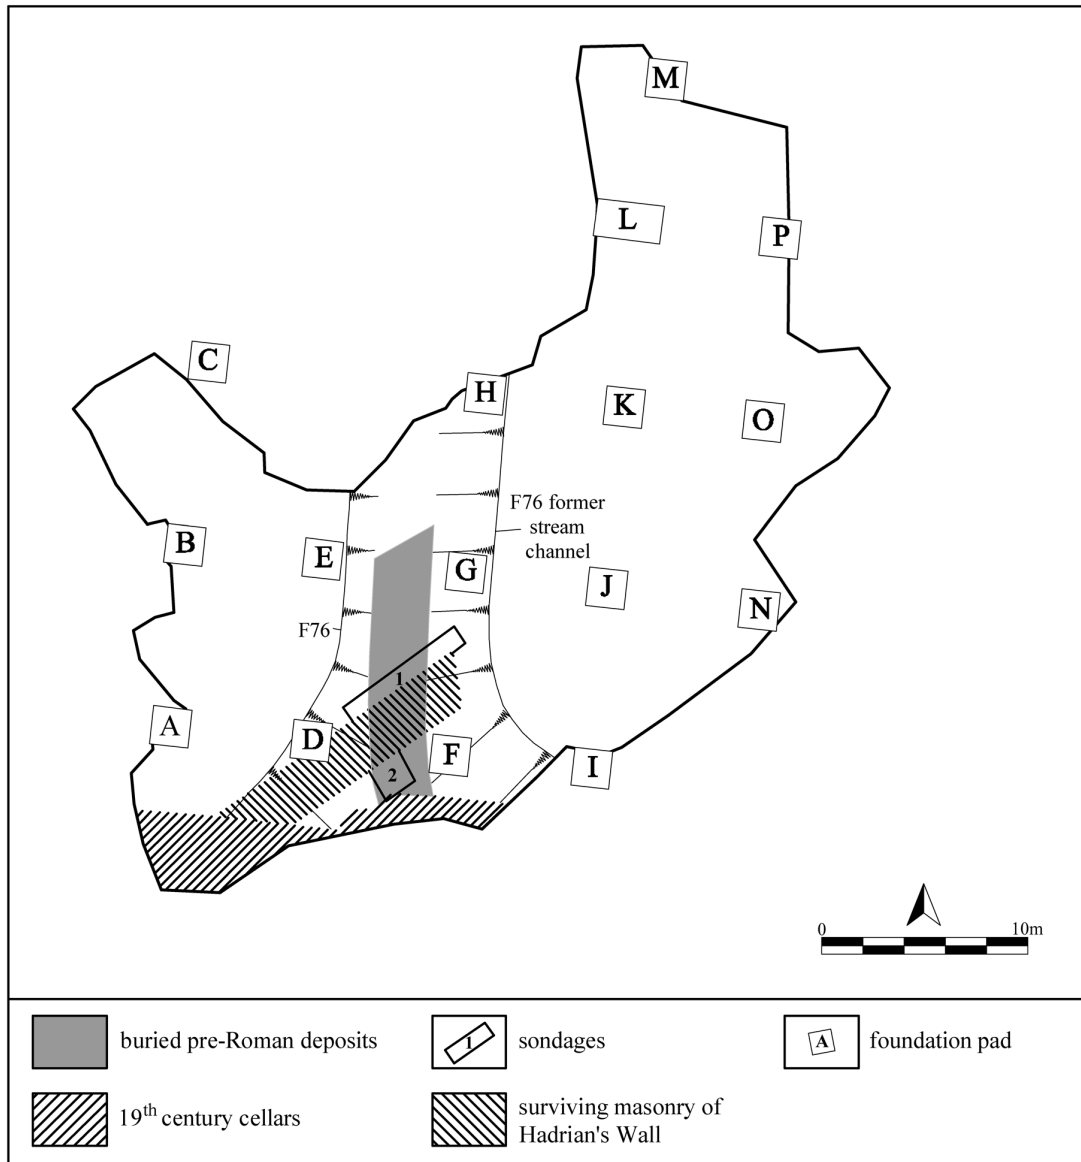 M
L
P
C
H
K
O
F76 former
stream
channel
B
E
G
J
N
F76
1
A
D
F
I
2
0
10m
buried pre-Roman deposits
1
sondages
A
foundation pad
19th century cellars
surviving masonry of
Hadrian's Wall